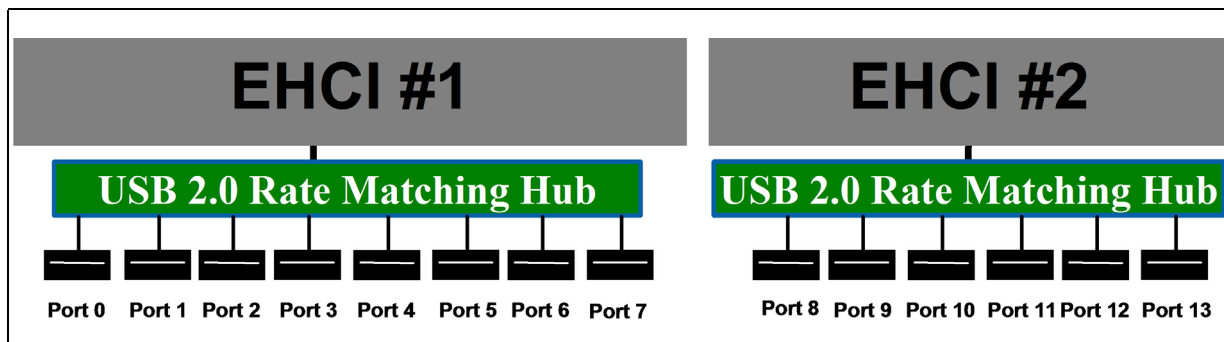 EHCI #1
EHCI #2
USB 2.0 Rate Matching Hub
USB 2.0 Rate Matching Hub
Port 0 Port 1 Port 2 Port 3 Port 4 Port 5 Port 6 Port 7
Port 8 Port 9 Port 10 Port 11 Port 12 Port 13